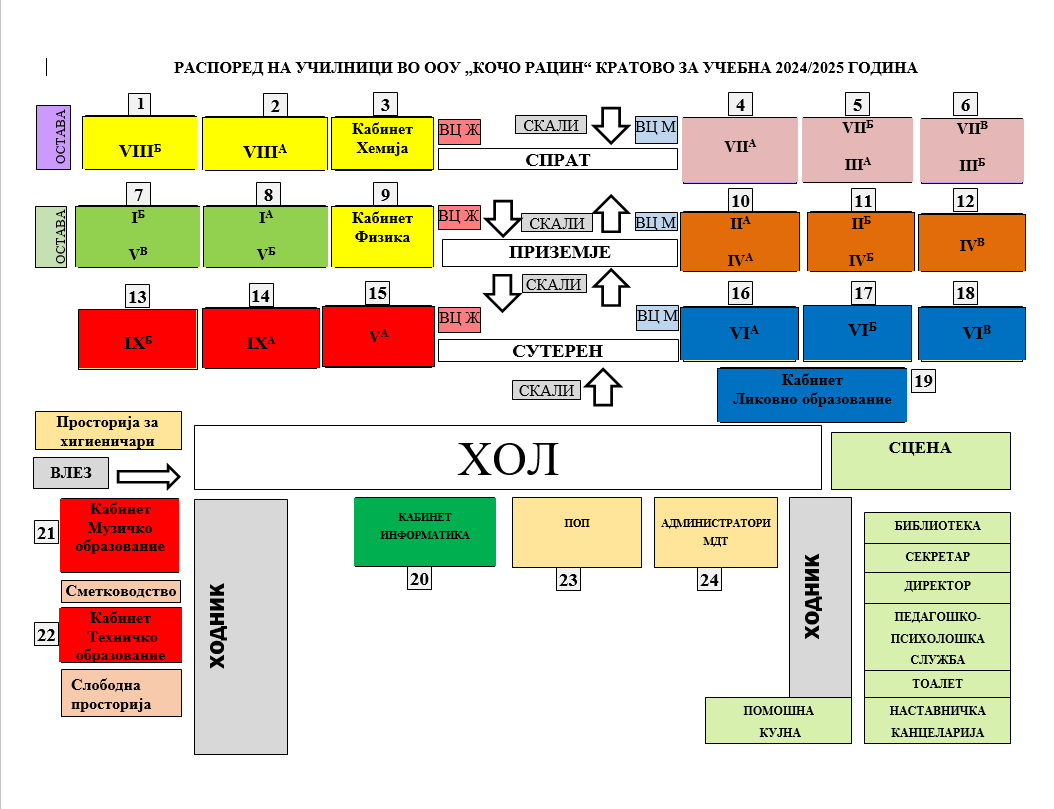 РАСПОРЕД НА УЧИЛНИЦИ ВО ООУ „КОЧО РАЦИН“ КРАТОВО ЗА УЧЕБНА 2024/2025 ГОДИНА
1
2
3
4
5
6
ОСТАВА
VIIIБ
VIIIА
Кабинет
Хемија
ВЦ Ж
СКАЛИ
ВЦ М
СПРАТ
VIIА
VIIБ
IIIА
VIIВ
IIIБ
7
8
9
10
11
12
ОСТАВА
IБ
VВ
IА
VБ
Кабинет
Физика
ВЦ Ж
СКАЛИ
ВЦ М
ПРИЗЕМЈЕ
IIА
IVА
IIБ
IVБ
IVВ
СКАЛИ
13
14
15
16
17
18
IXБ
IXА
VА
ВЦ Ж
ВЦ М
СУТЕРЕН
VIА
VIБ
VIВ
СКАЛИ
Кабинет
Ликовно образование
19
Просторија за
хигиеничари
ВЛЕЗ
ХОЛ
СЦЕНА
21
Кабинет
Музичко
образование
Сметководство
22
Кабинет
Техничко
образование
Слободна
просторија
ХОДНИК
КАБИНЕТ
ИНФОРМАТИКА
20
ПОП
23
АДМИНИСТРАТОРИ
МДТ
24
ХОДНИК
БИБЛИОТЕКА
СЕКРЕТАР
ДИРЕКТОР
ПЕДАГОШКО-
ПСИХОЛОШКА
СЛУЖБА
ТОАЛЕТ
НАСТАВНИЧКА
КАНЦЕЛАРИЈА
ПОМОШНА
КУЈНА